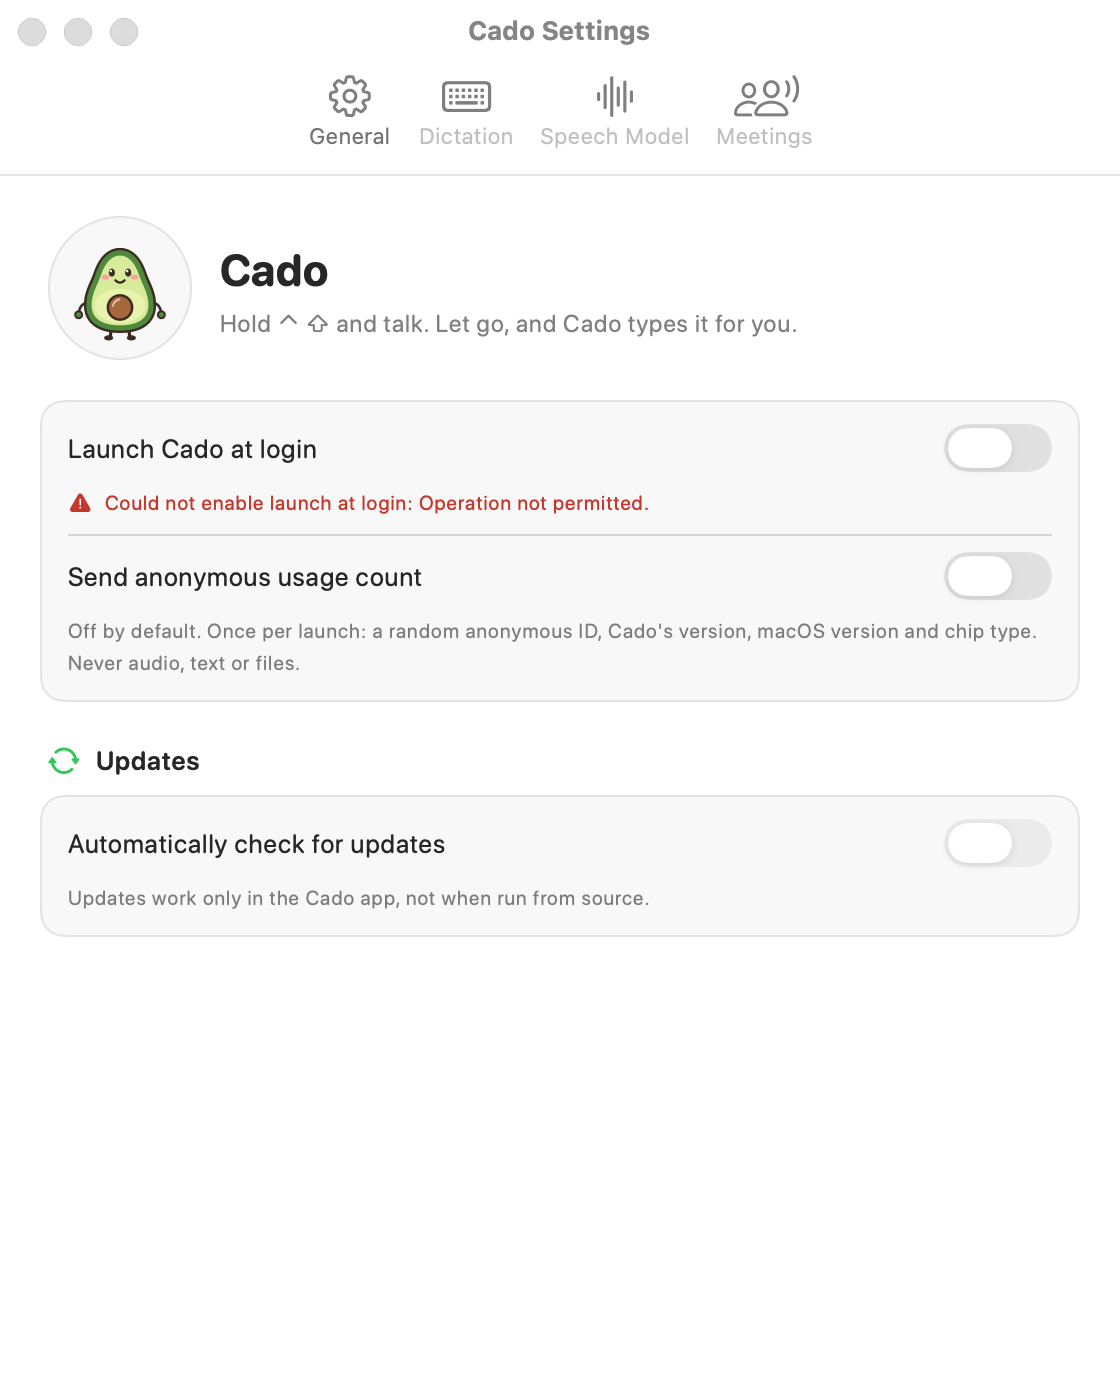 Cado Settings
General
Dictation
Speech Model
Meetings
Cado
Hold ⌃ ⇧ and talk. Let go, and Cado types it for you.
Launch Cado at login
Could not enable launch at login: Operation not permitted.
Send anonymous usage count
Off by default. Once per launch: a random anonymous ID, Cado's version, macOS version and chip type.
Never audio, text or files.
Updates
Automatically check for updates
Updates work only in the Cado app, not when run from source.